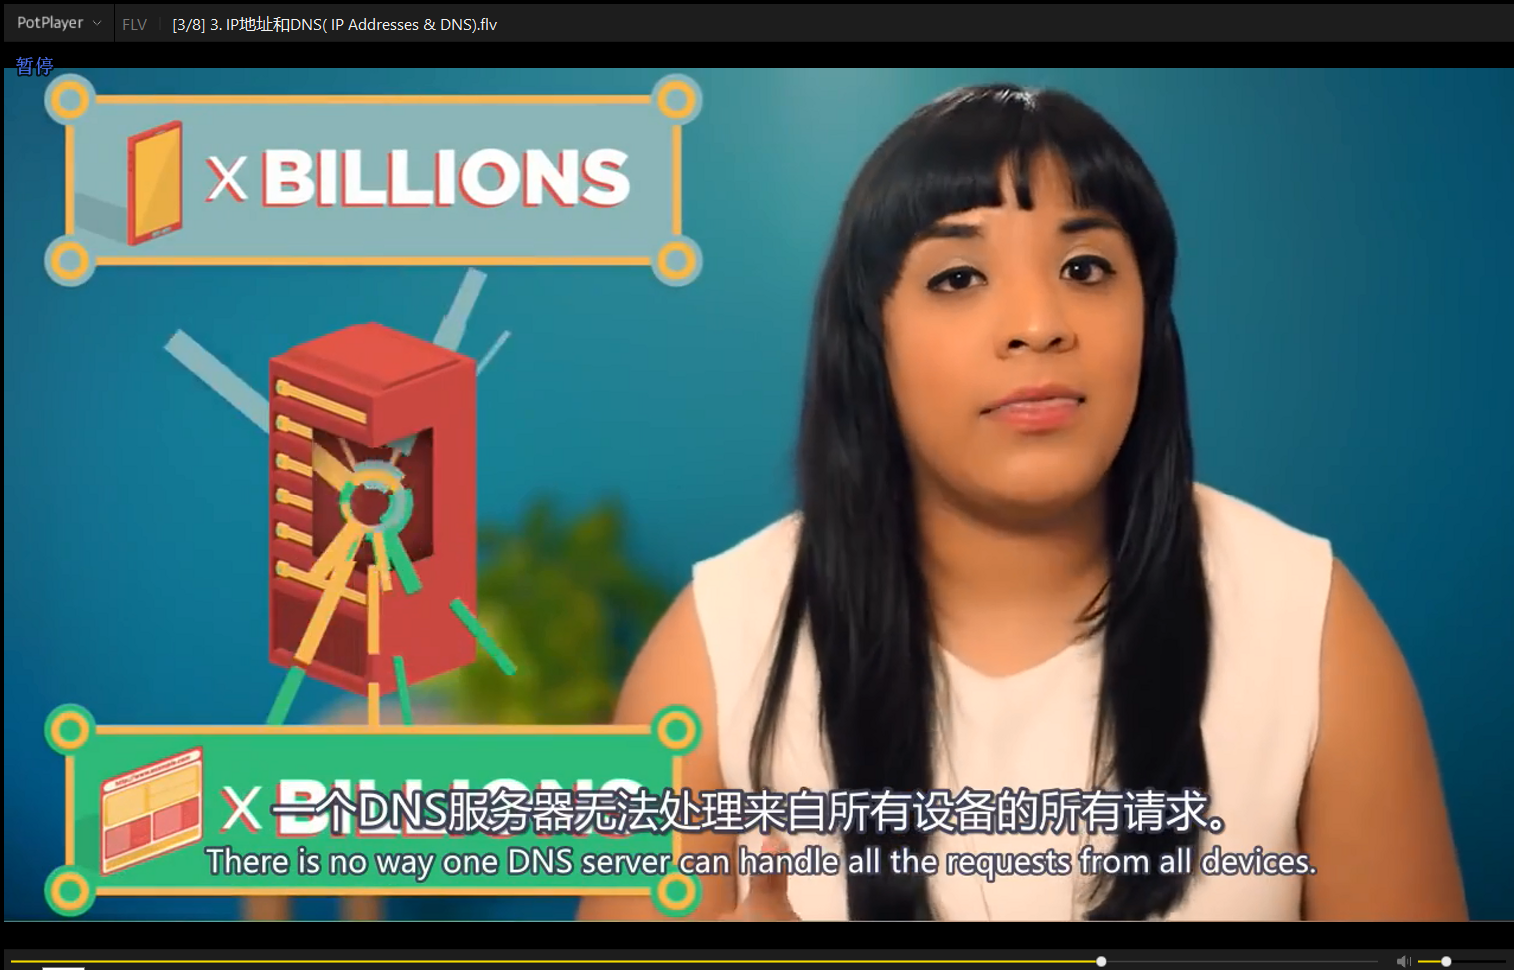 PotPlayer FLV [3/8] 3. IP地址和DNS( IP Addresses & DNS).flv
暂停
X BILLIONS
X BILLIONS
一个DNS服务器无法处理来自所有设备的所有请求。
There is no way one DNS server can handle all the requests from all devices.